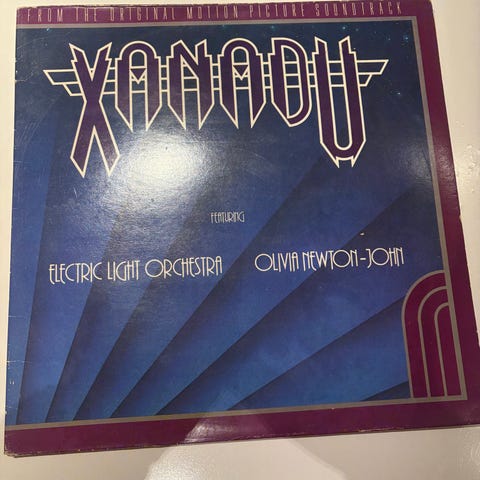 FROM THE ORIGINAL MOTION PICTURE SOUNDTRACK
XANADU
FEATURING
ELECTRIC LIGHT ORCHESTRA OLIVIA NEWTON-JOHN